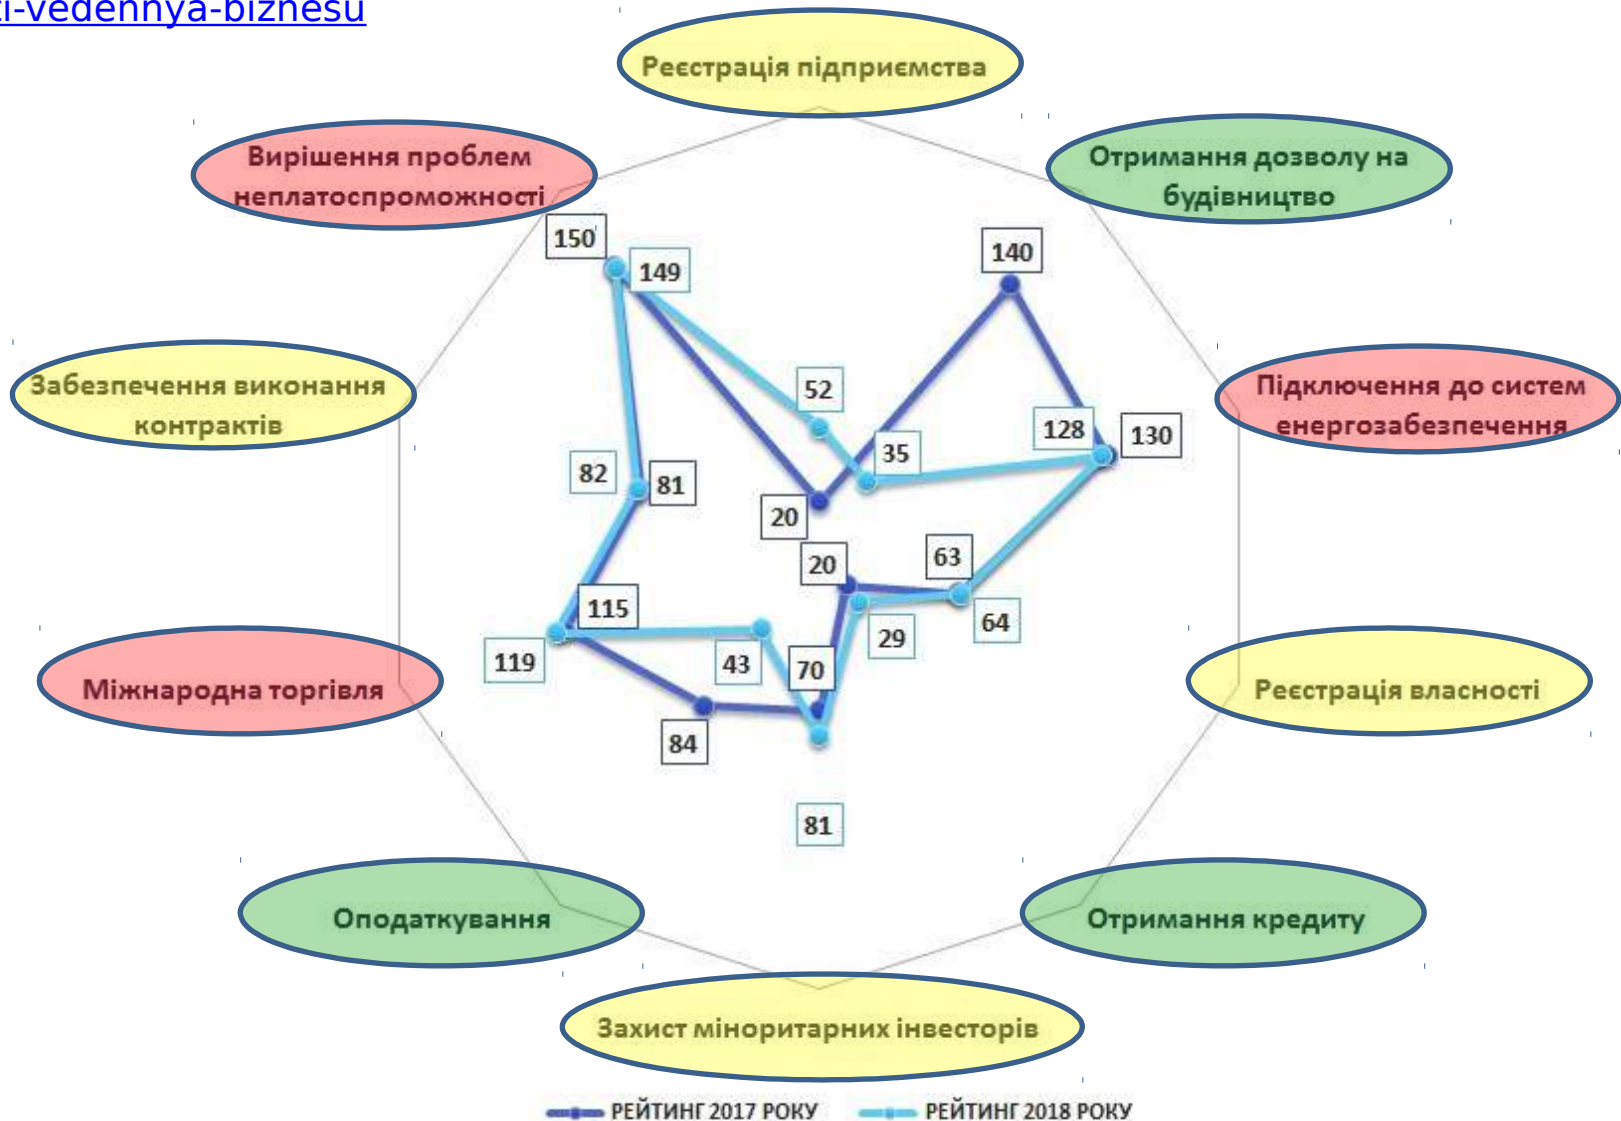 ti-vedennya-biznesu
Реєстрація підприємства
Вирішення проблем
неплатоспроможності
Отримання дозволу на
будівництво
150
149
140
Забезпечення виконання
контрактів
52
Підключення до систем
енергозабезпечення
128
130
35
82
81
20
20
63
115
64
29
119
43
70
Міжнародна торгівля
Реєстрація власності
84
81
Оподаткування
Отримання кредиту
Захист міноритарних інвесторів
РЕЙТИНГ 2017 РОКУ
РЕЙТИНГ 2018 РОКУ